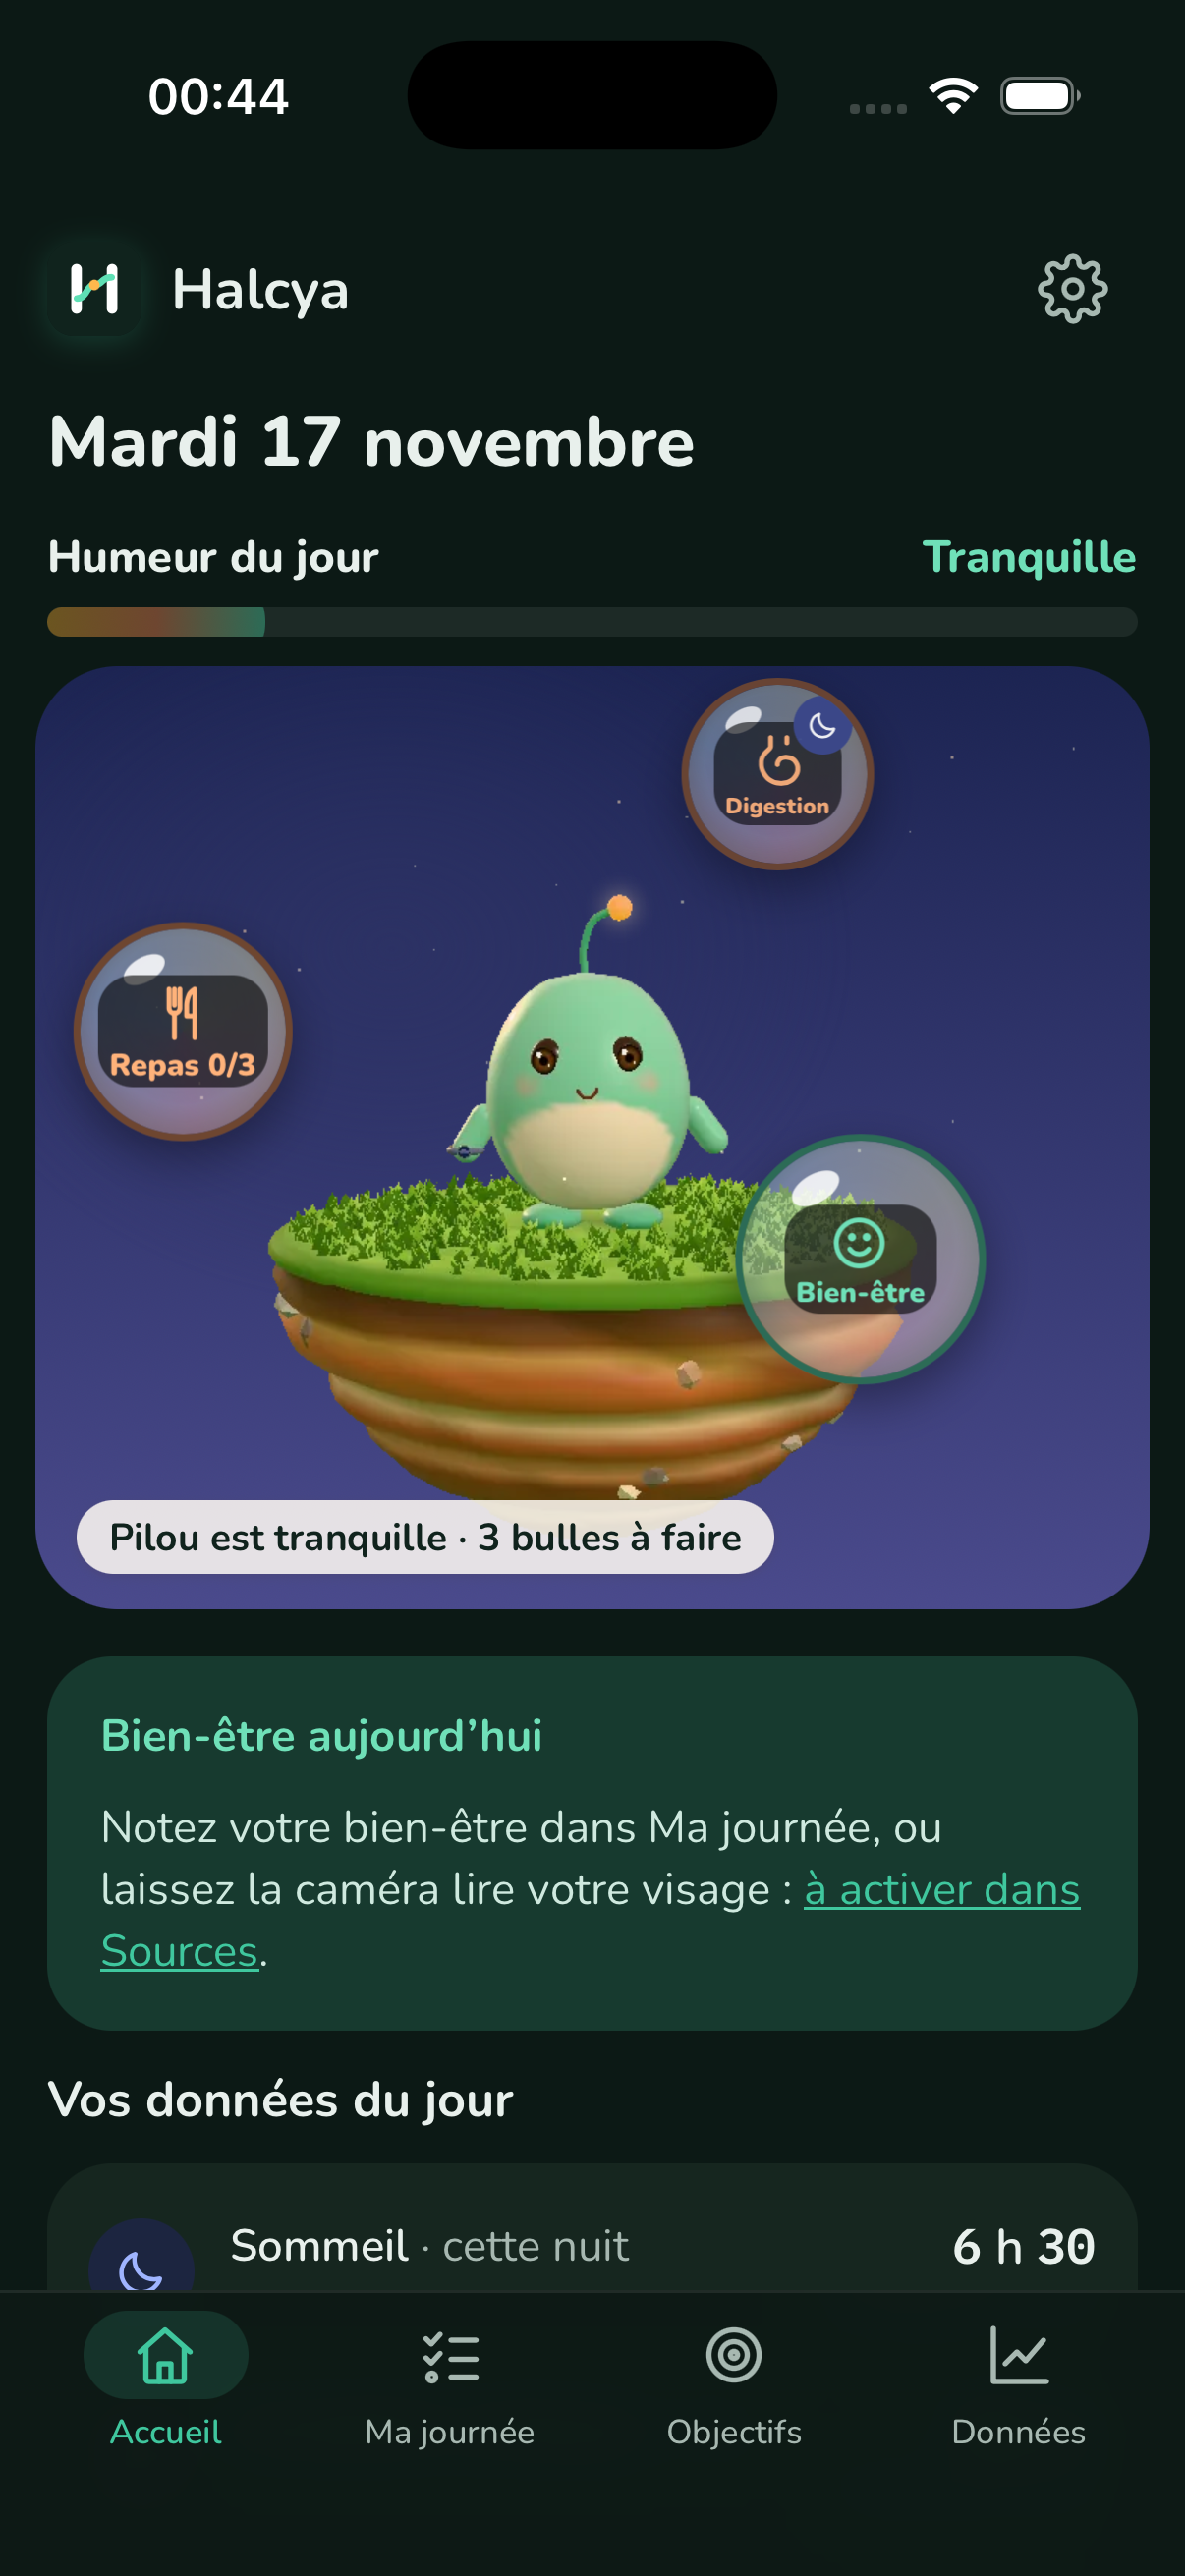 00:44
Halcya
Mardi 17 novembre
Humeur du jour
Tranquille
Digestion
Repas 0/3
Bien-être
Pilou est tranquille · 3 bulles à faire
Bien-être aujourd’hui
Notez votre bien-être dans Ma journée, ou
laissez la caméra lire votre visage : à activer dans
Sources.
Vos données du jour
Sommeil · cette nuit
6 h 30
Accueil
Ma journée
Objectifs
Données